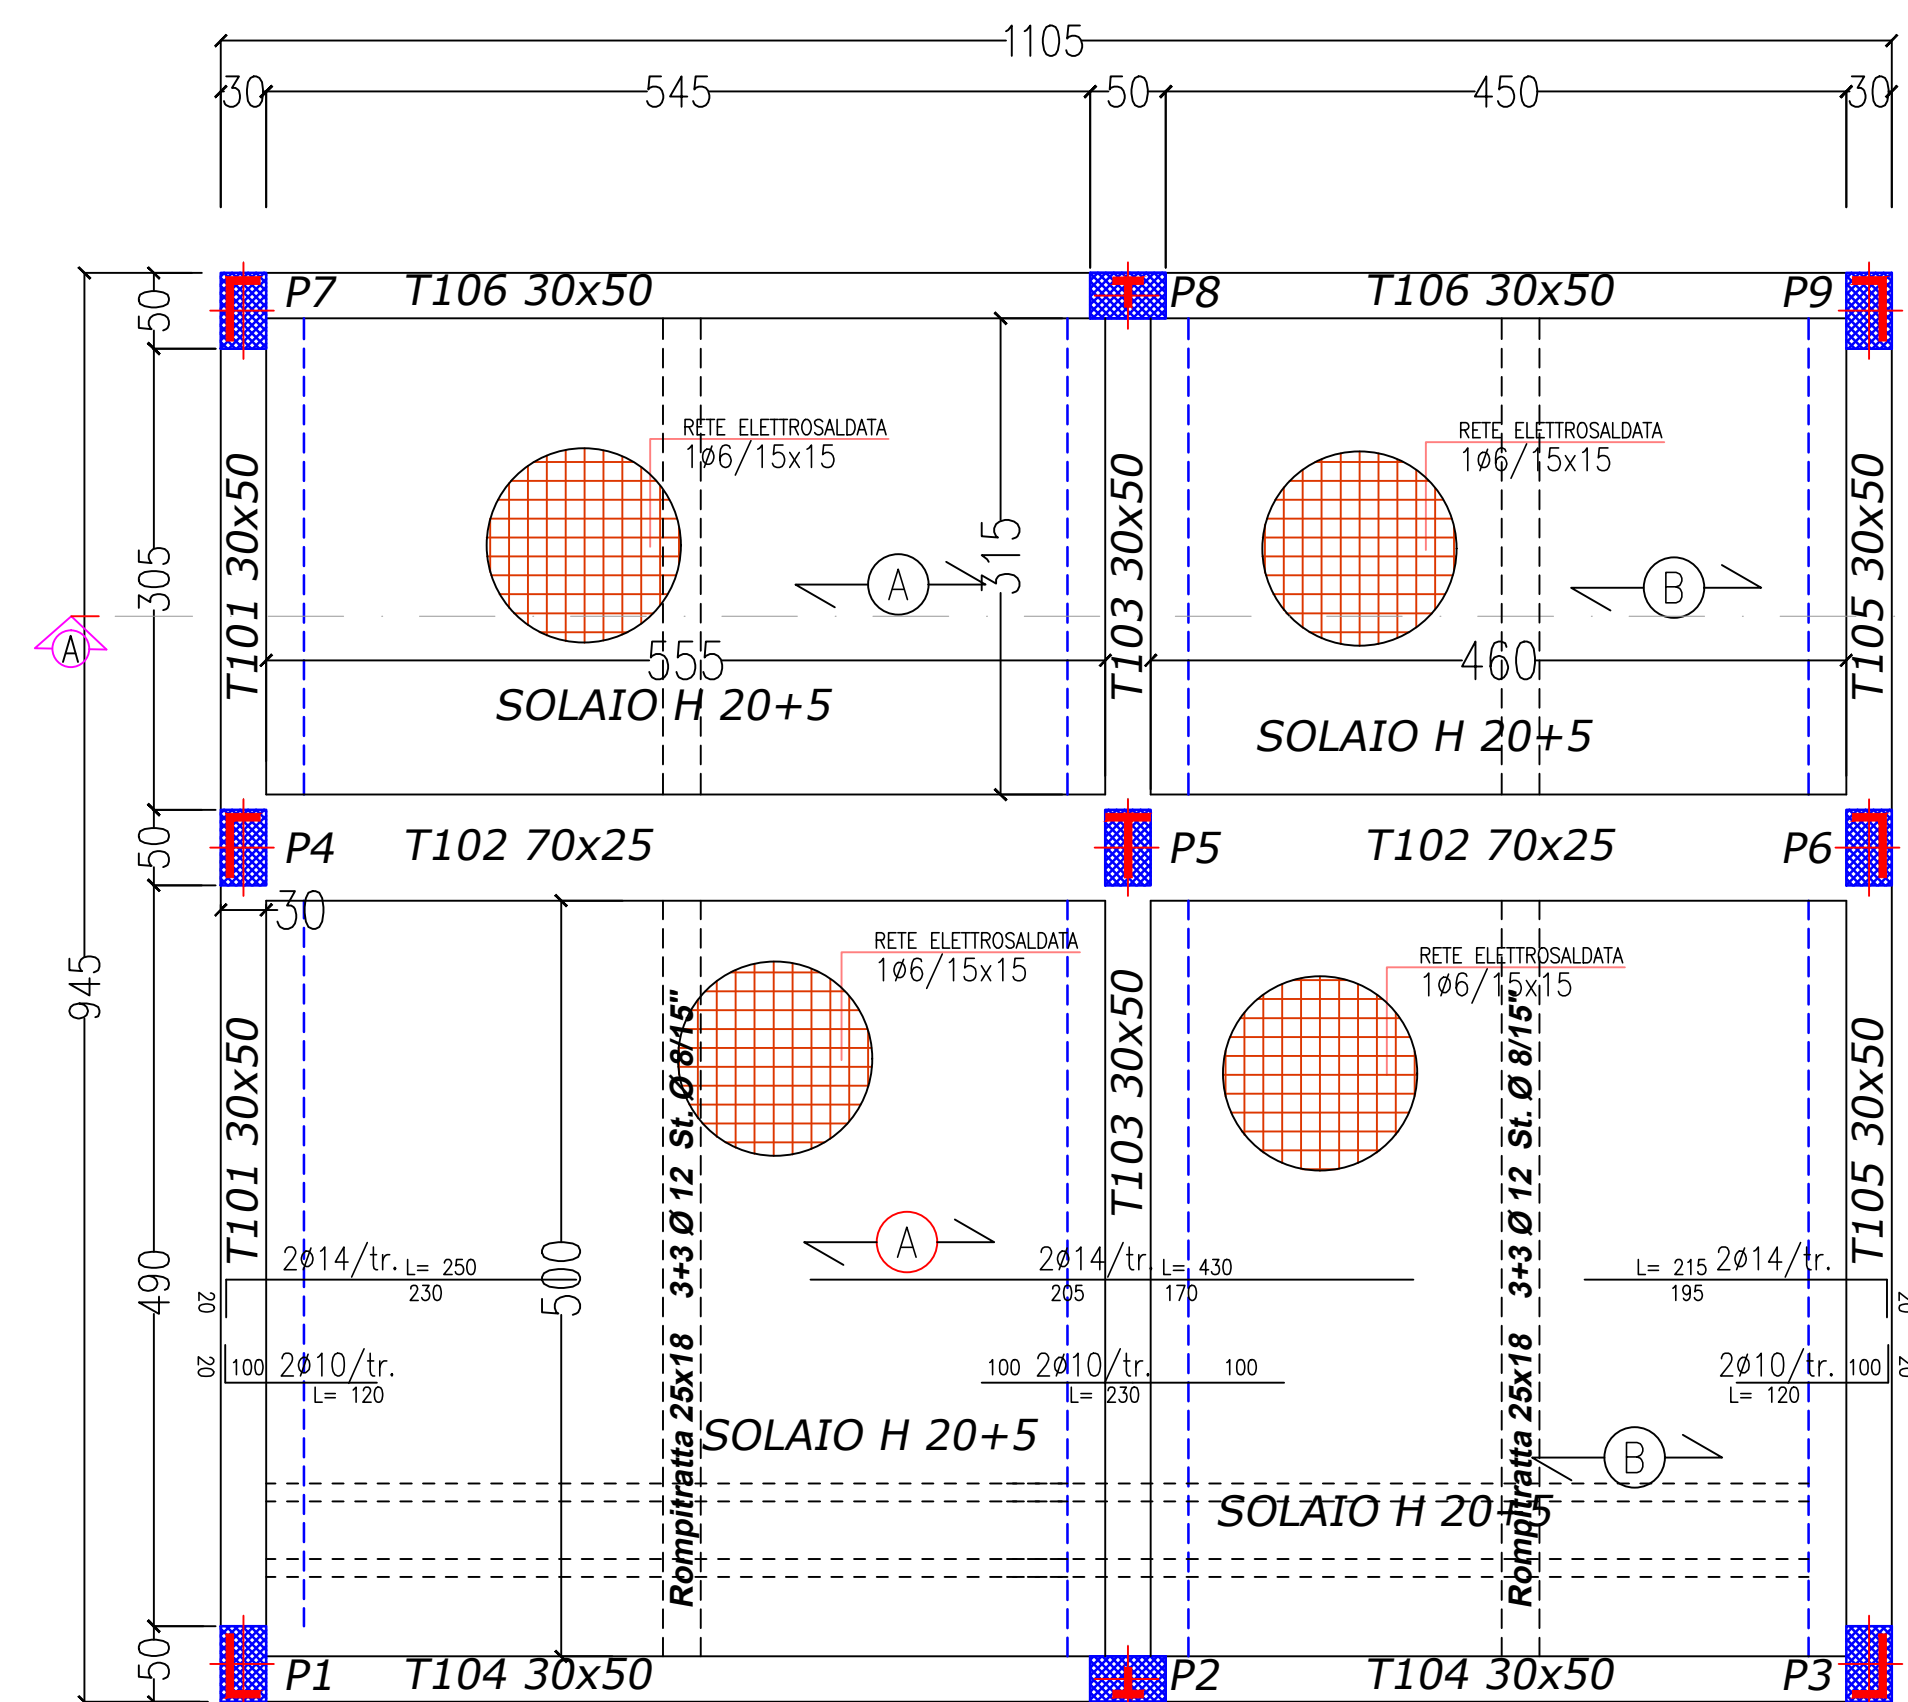 1105
30 545 50 450 30
P7 T106 30x50 P8 T106 30x50 P9
50
RETE ELETTROSALDATA
1ø6/15x15
RETE ELETTROSALDATA
1ø6/15x15
T101 30x50
T103 30x50
T105 30x50
315
305
A
B
A
555
460
SOLAIO H 20+5
SOLAIO H 20+5
50
P4 T102 70x25 P5 T102 70x25 P6
30
945
RETE ELETTROSALDATA
1ø6/15x15
RETE ELETTROSALDATA
1ø6/15x15
T101 30x50
T103 30x50
T105 30x50
Rompitratta 25x18 3+3 Ø 12 St. Ø 8/15"
Rompitratta 25x18 3+3 Ø 12 St. Ø 8/15"
490
500
A
2ø14/tr. L= 250
230
20
2ø14/tr. L= 430
205 170
L= 215 2ø14/tr.
195
20
20
100 2ø10/tr.
L= 120
100 2ø10/tr. 100
L= 230
2ø10/tr. 100
L= 120
20
SOLAIO H 20+5
B
SOLAIO H 20+5
50
P1 T104 30x50 P2 T104 30x50 P3